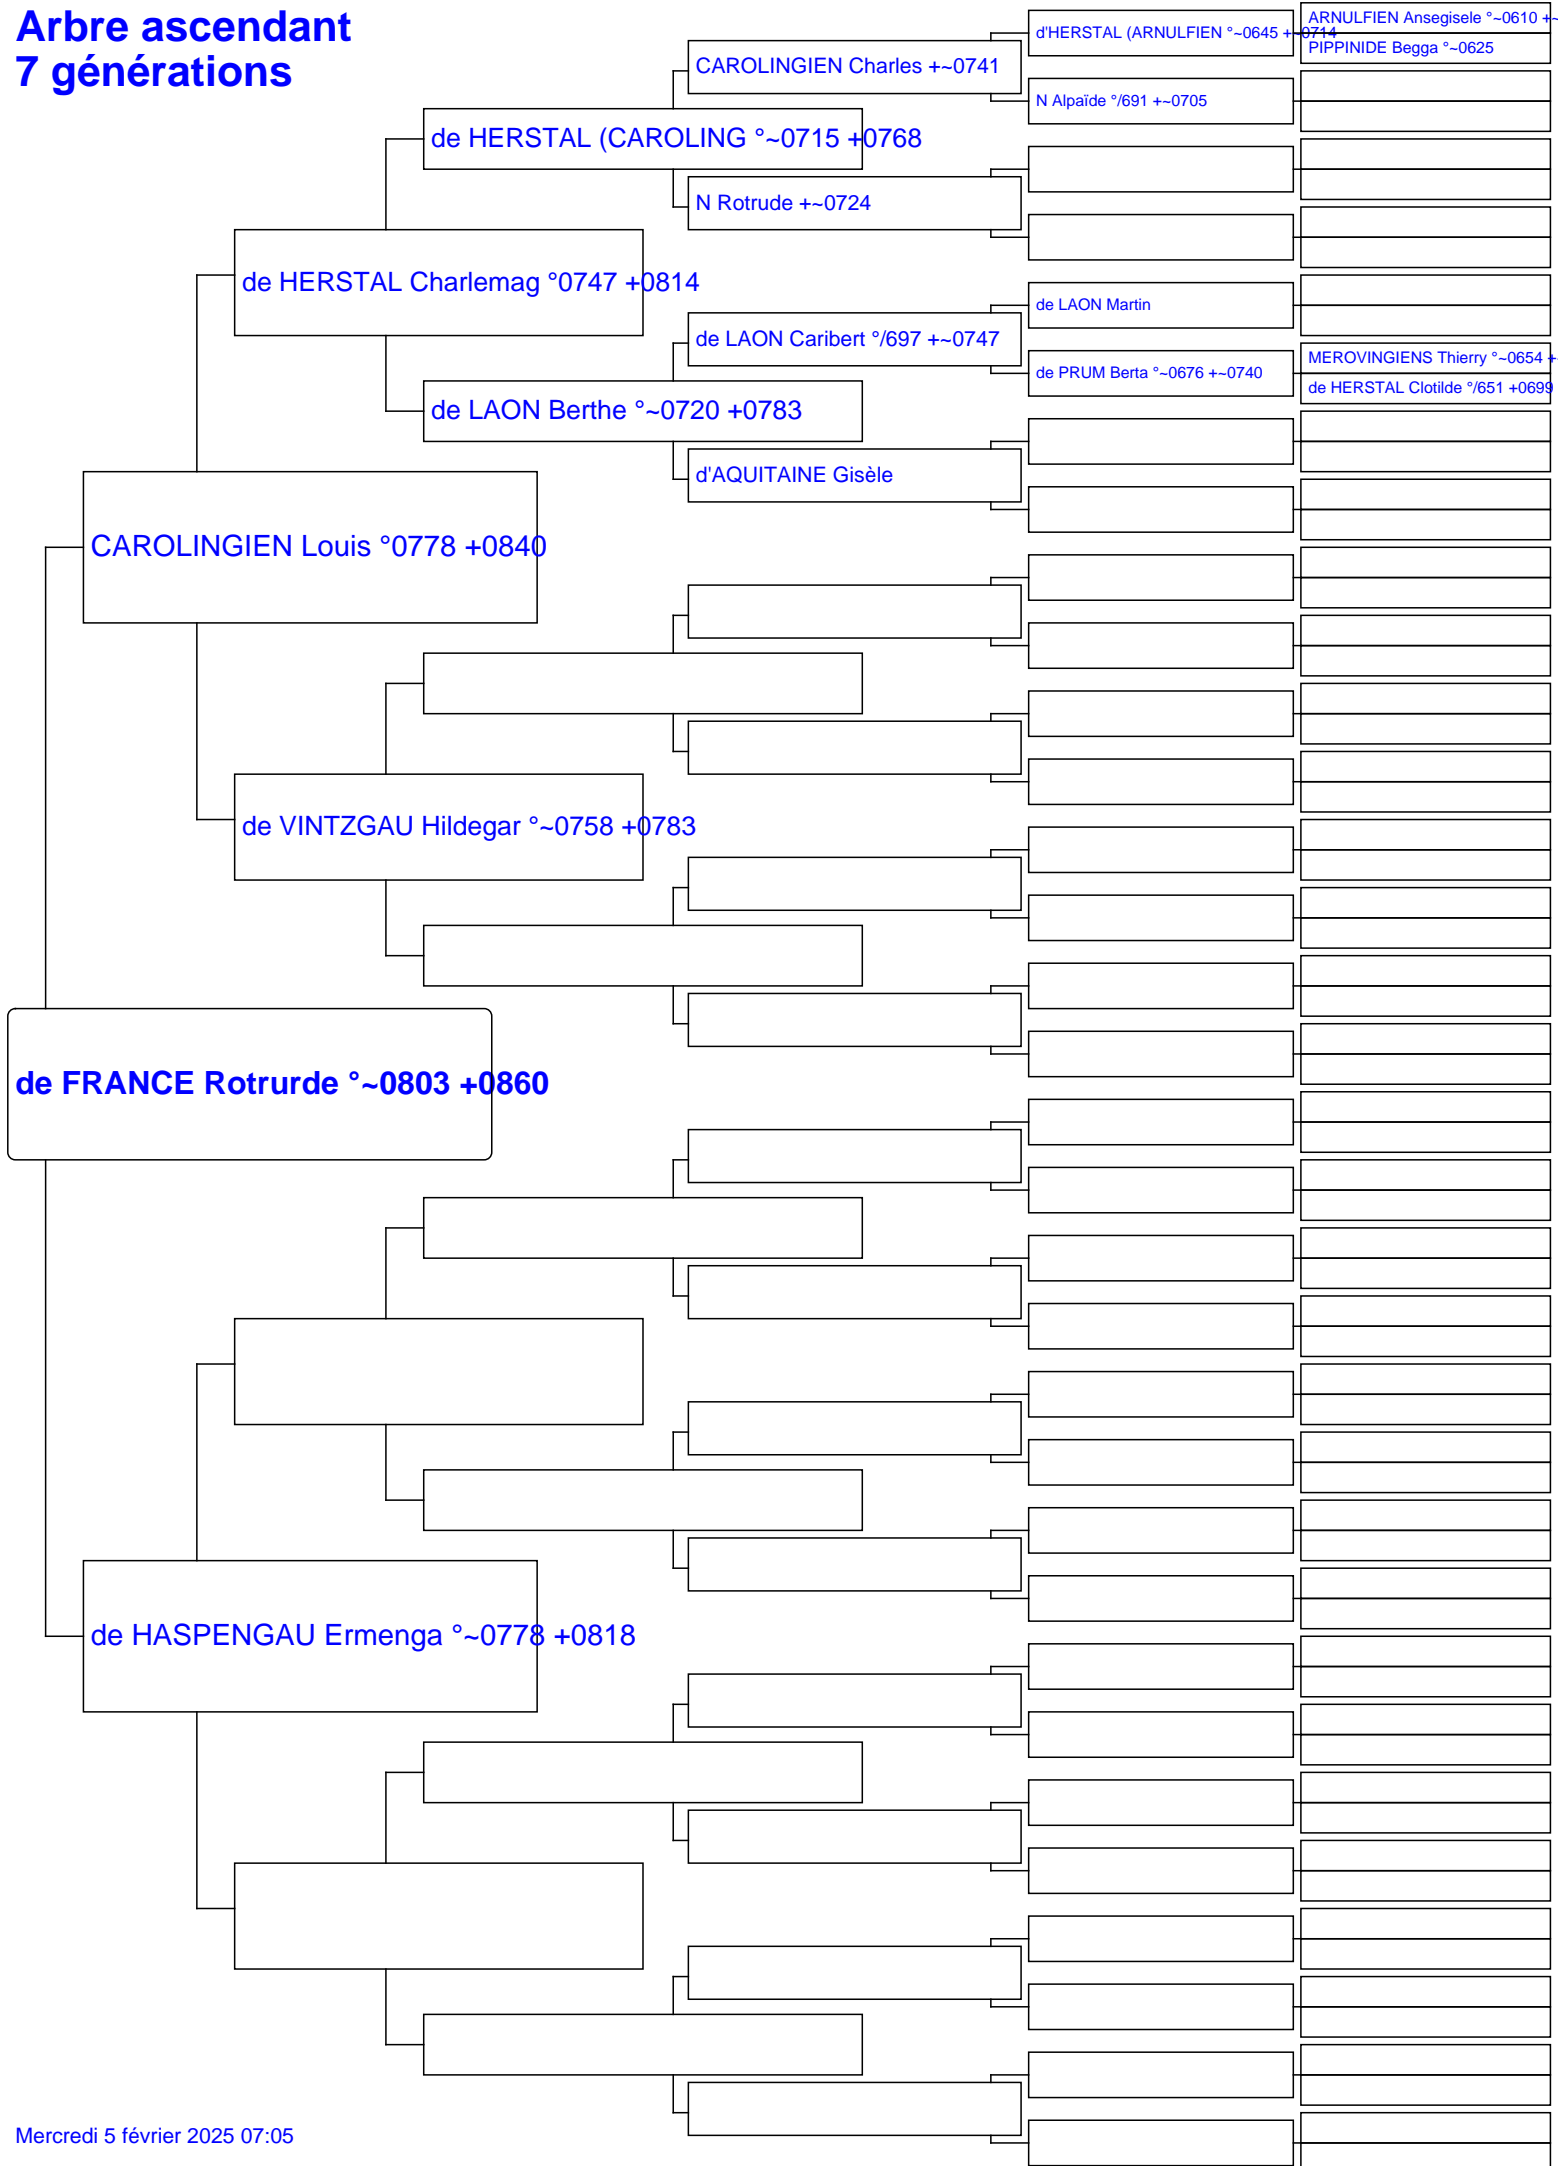 Arbre ascendant
7 générations
d'HERSTAL (ARNULFIEN °~0645 +~0714
ARNULFIEN Ansegisele °~0610 +~
PIPPINIDE Begga °~0625
CAROLINGIEN Charles +~0741
N Alpaïde °/691 +~0705
de HERSTAL (CAROLING °~0715 +0768
N Rotrude +~0724
de HERSTAL Charlemag °0747 +0814
de LAON Martin
de LAON Caribert °/697 +~0747
MEROVINGIENS Thierry °~0654 +
de PRUM Berta °~0676 +~0740
de HERSTAL Clotilde °/651 +0699
de LAON Berthe °~0720 +0783
d'AQUITAINE Gisèle
CAROLINGIEN Louis °0778 +0840
de VINTZGAU Hildegar °~0758 +0783
de FRANCE Rotrurde °~0803 +0860
de HASPENGAU Ermenga °~0778 +0818
Mercredi 5 février 2025 07:05